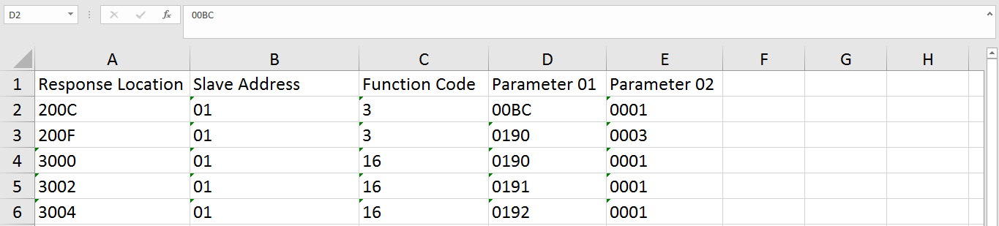 D2 fx 00BC
A B C D E F G H
1 Response Location Slave Address Function Code Parameter 01 Parameter 02
2 200C 01 3 00BC 0001
3 200F 01 3 0190 0003
4 3000 01 16 0190 0001
5 3002 01 16 0191 0001
6 3004 01 16 0192 0001